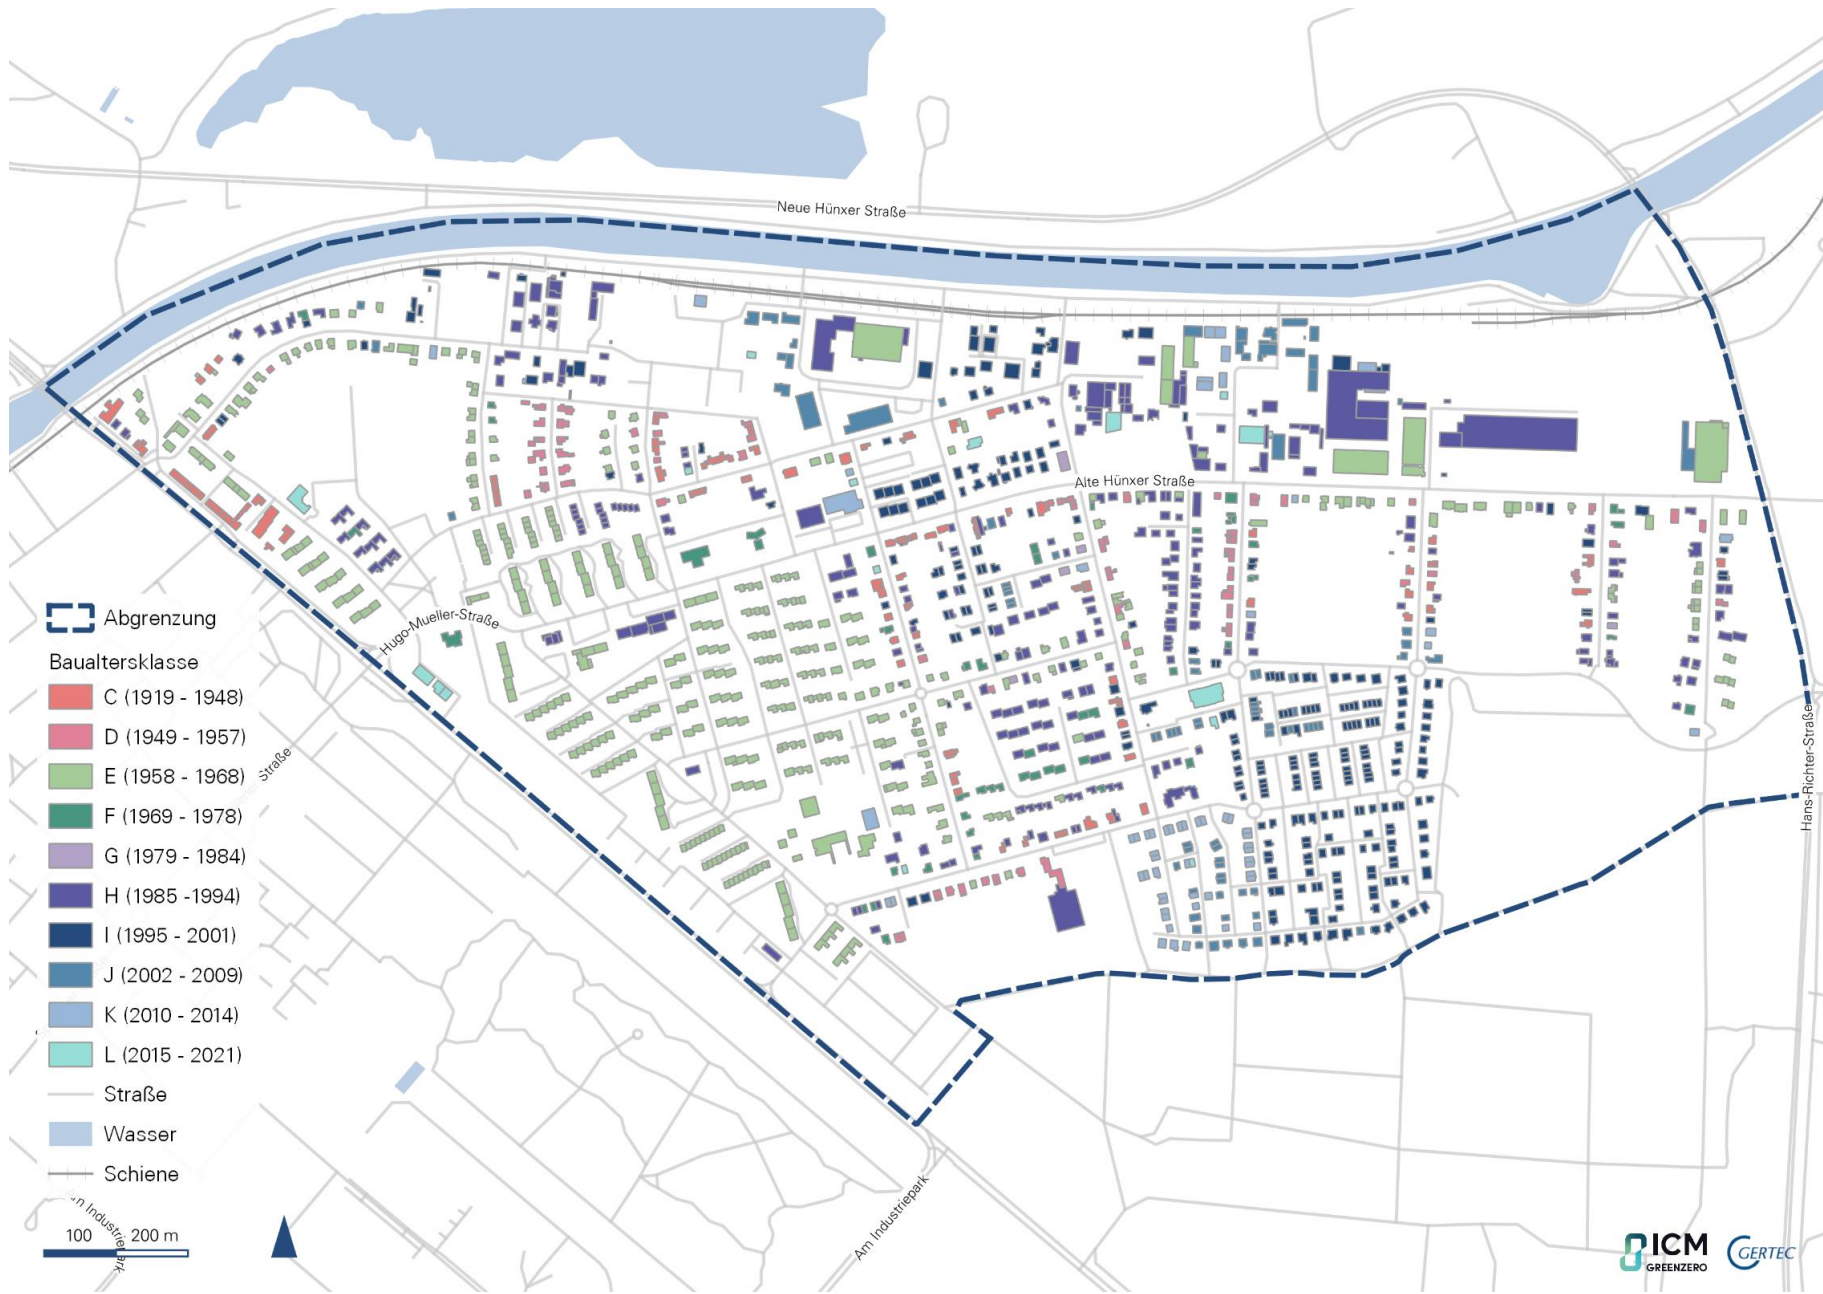 Neue Hünxer Straße
Alte Hünxer Straße
Hugo-Mueller-Straße
Straße
Hans-Richter-Straße
Am Industriepark
Abgrenzung
Baualtersklasse
C (1919 - 1948)
D (1949 - 1957)
E (1958 - 1968)
F (1969 - 1978)
G (1979 - 1984)
H (1985 -1994)
I (1995 - 2001)
J (2002 - 2009)
K (2010 - 2014)
L (2015 - 2021)
Straße
Wasser
Schiene
100 200 m
ICM
GREENZERO
GERTEC